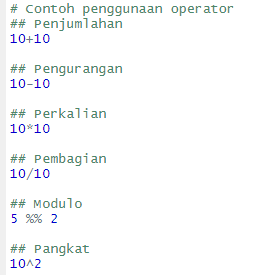 # Contoh penggunaan operator
## Penjumlahan
10+10
## Pengurangan
10-10
## Perkalian
10*10
## Pembagian
10/10
## Modulo
5 %% 2
## Pangkat
10^2